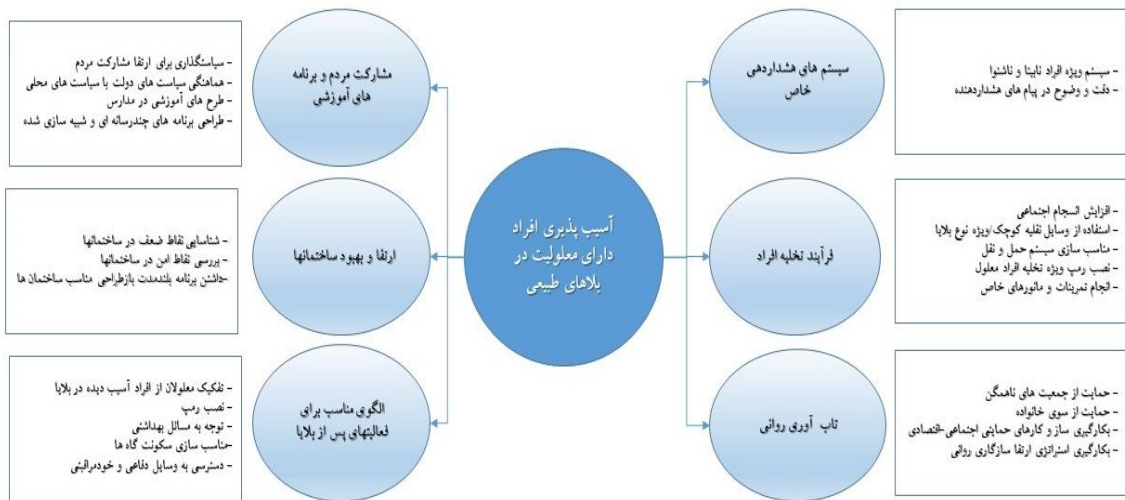 آسیب پذیری افراد
دارای معلولیت در
بلاهای طبیعی
سیستم های هشداردهی
خاص
- سیستم ویژه افراد نابینا و ناشنوا
- دقت و وضوح در پیام های هشداردهنده
فرآیند تخلیه افراد
- افزایش انسجام اجتماعی
- استفاده از وسایل نقلیه کوچک/ویژه نوع بلایا
- مناسب سازی سیستم حمل و نقل
- نصب رمپ ویژه تخلیه افراد معلول
- انجام تمرینات و مانورهای خاص
تاب آوری روانی
- حمایت از جمعیت های ناهمگن
- حمایت از سوی خانواده
- بکارگیری ساز و کارهای حمایتی اجتماعی-اقتصادی
- بکارگیری استراتژی ارتقا سازگاری روانی
مشارکت مردم و برنامه
های آموزشی
- سیاستگذاری برای ارتقا مشارکت مردم
- هماهنگی سیاست های دولت با سیاست های محلی
- طرح های آموزشی در مدارس
- طراحی برنامه های چندرسانه ای و شبیه سازی شده
ارتقا و بهبود ساختمانها
- شناسایی نقاط ضعف در ساختمانها
- بررسی نقاط امن در ساختمانها
-داشتن برنامه بلندمدت بازطراحی مناسب ساختمان ها
الگوی مناسب برای
فعالیتهای پس از بلایا
- تفکیک معلولان از افراد آسیب دیده در بلایا
- نصب رمپ
- توجه به مسائل بهداشتی
-مناسب سازی سکونت گاه ها
- دسترسی به وسایل دفاعی و خودمراقبتی